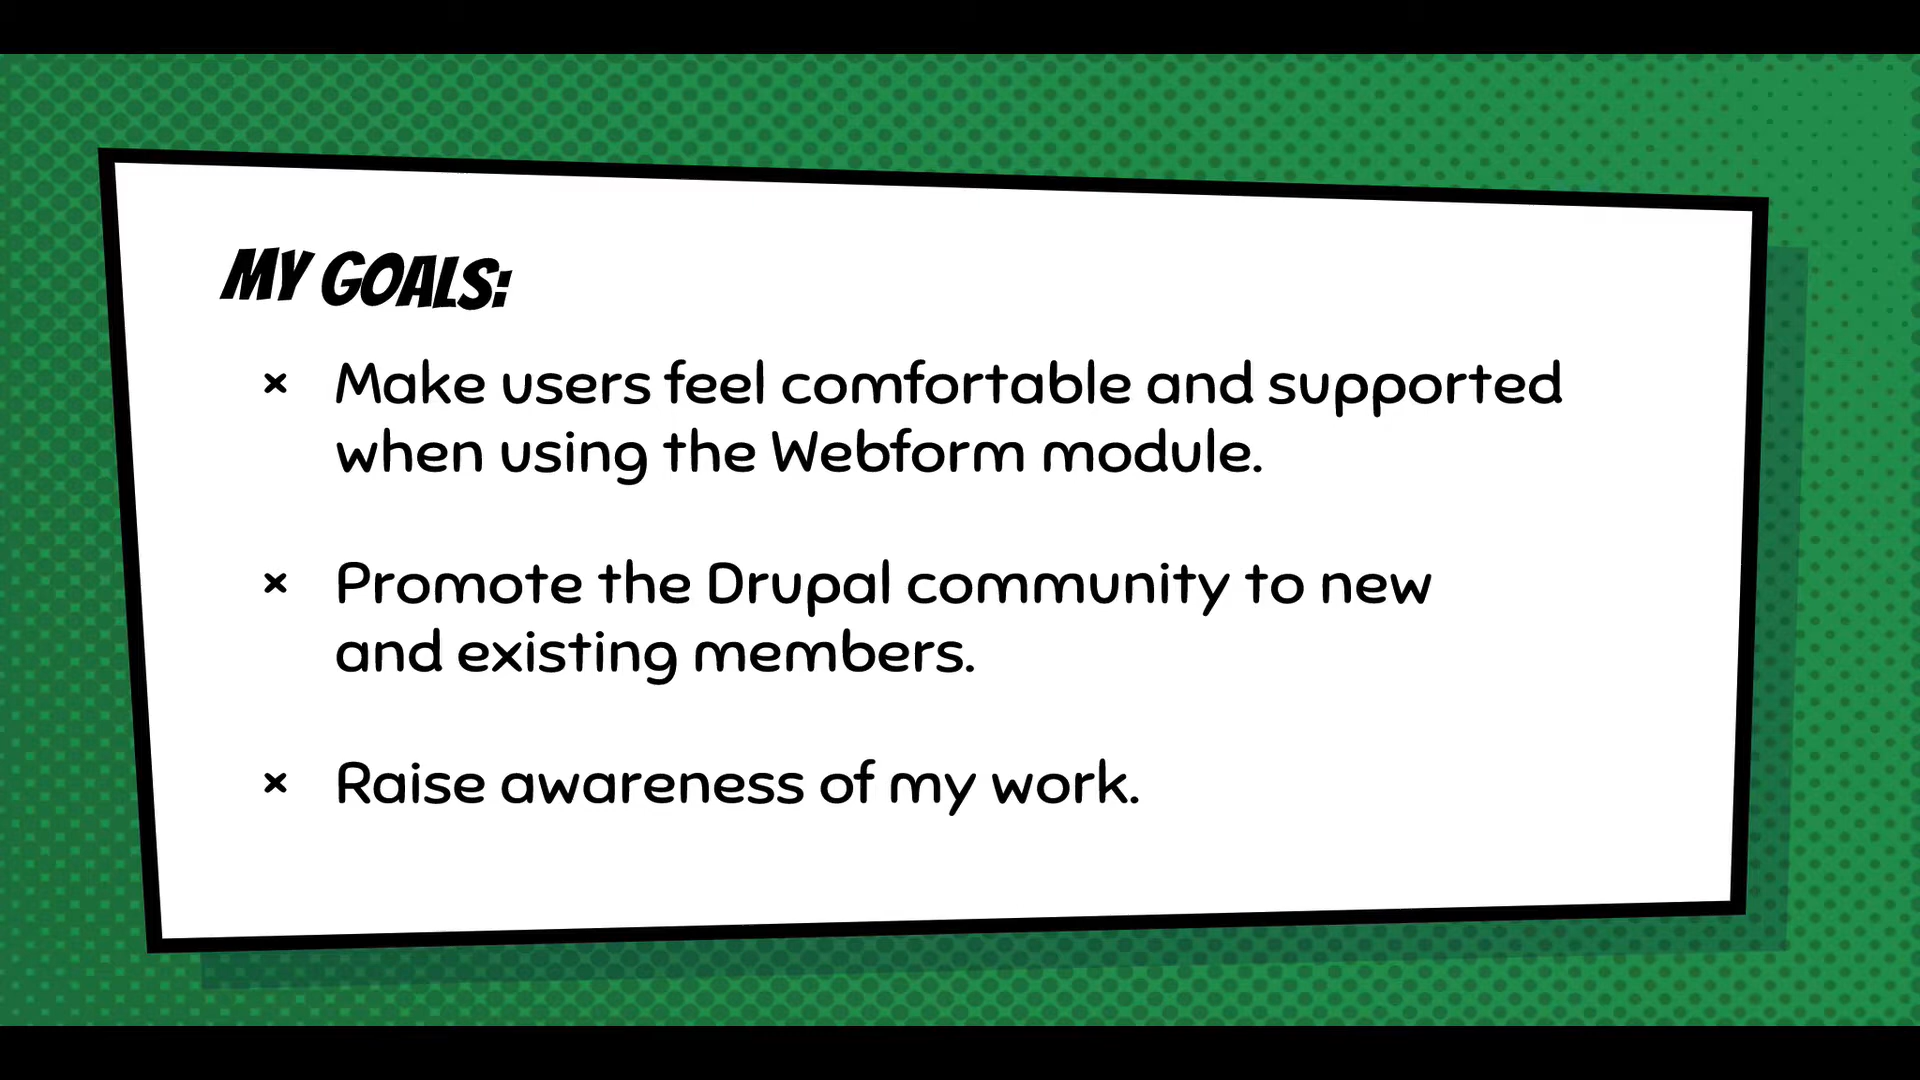 MY GOALS:
× Make users feel comfortable and supported
when using the Webform module.
× Promote the Drupal community to new
and existing members.
× Raise awareness of my work.